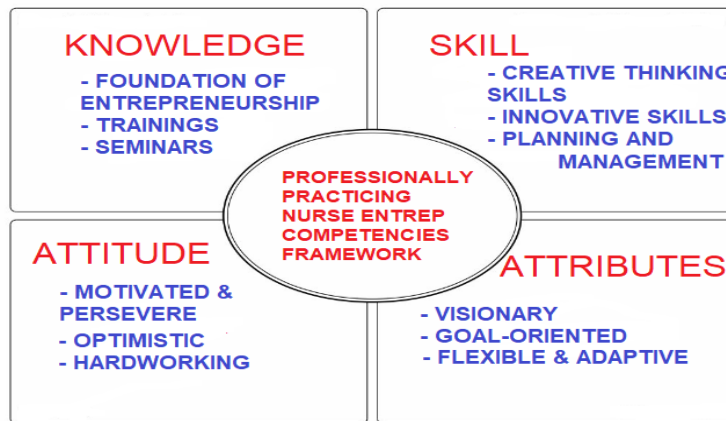 KNOWLEDGE
- FOUNDATION OF
ENTREPRENEURSHIP
- TRAININGS
- SEMINARS
SKILL
- CREATIVE THINKING
SKILLS
- INNOVATIVE SKILLS
- PLANNING AND
MANAGEMENT
PROFESSIONALLY
PRACTICING
NURSE ENTREP
COMPETENCIES
FRAMEWORK
ATTITUDE
- MOTIVATED &
PERSEVERE
- OPTIMISTIC
- HARDWORKING
ATTRIBUTES
- VISIONARY
- GOAL-ORIENTED
- FLEXIBLE & ADAPTIVE